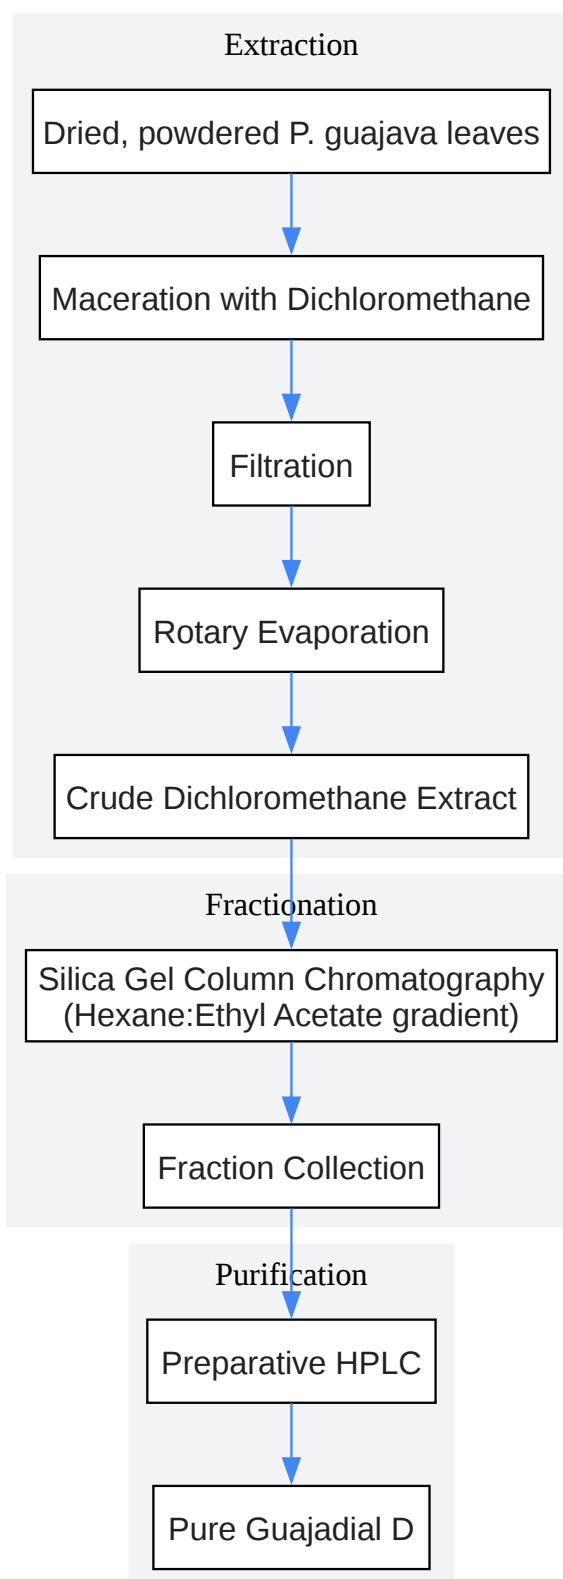 Extraction
Dried, powdered P. guajava leaves
Maceration with Dichloromethane
Filtration
Rotary Evaporation
Crude Dichloromethane Extract
Fractionation
Silica Gel Column Chromatography
(Hexane:Ethyl Acetate gradient)
Fraction Collection
Purification
Preparative HPLC
Pure Guajadial D